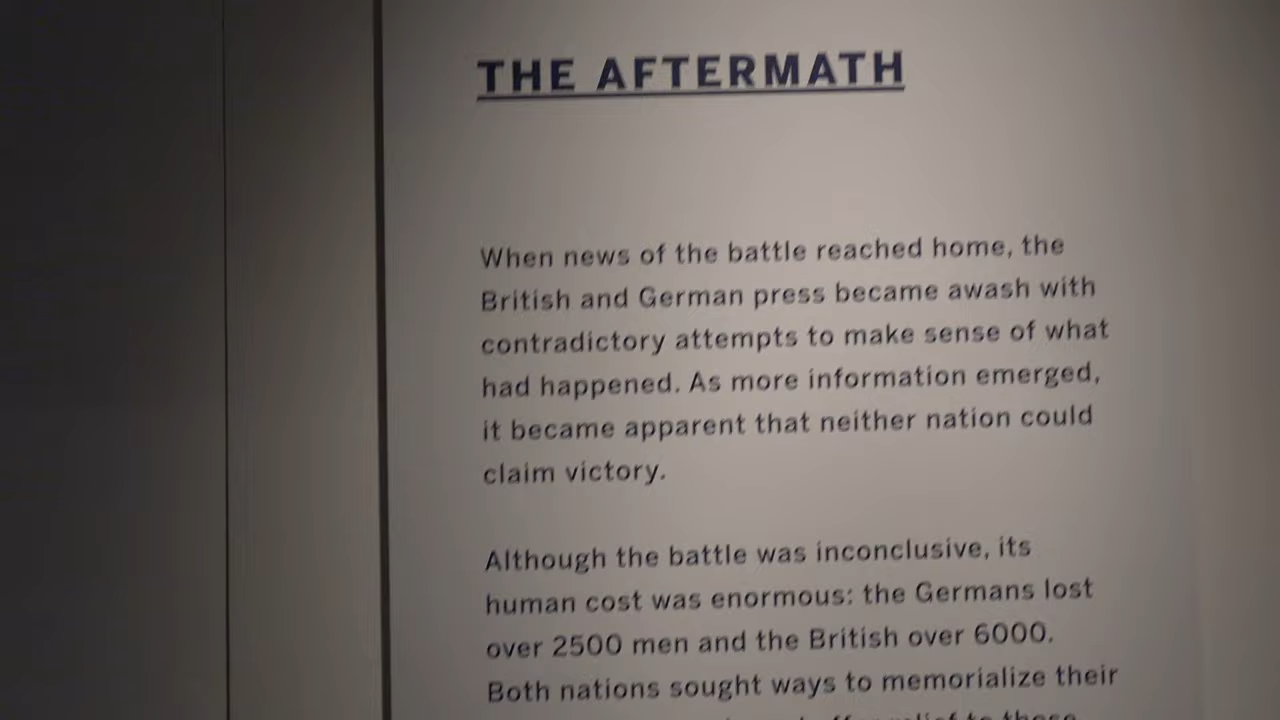 THE AFTERMATH
When news of the battle reached home, the
British and German press became awash with
contradictory attempts to make sense of what
had happened. As more information emerged,
it became apparent that neither nation could
claim victory.
Although the battle was inconclusive, its
human cost was enormous: the Germans lost
over 2500 men and the British over 6000.
Both nations sought ways to memorialize their
relief to those